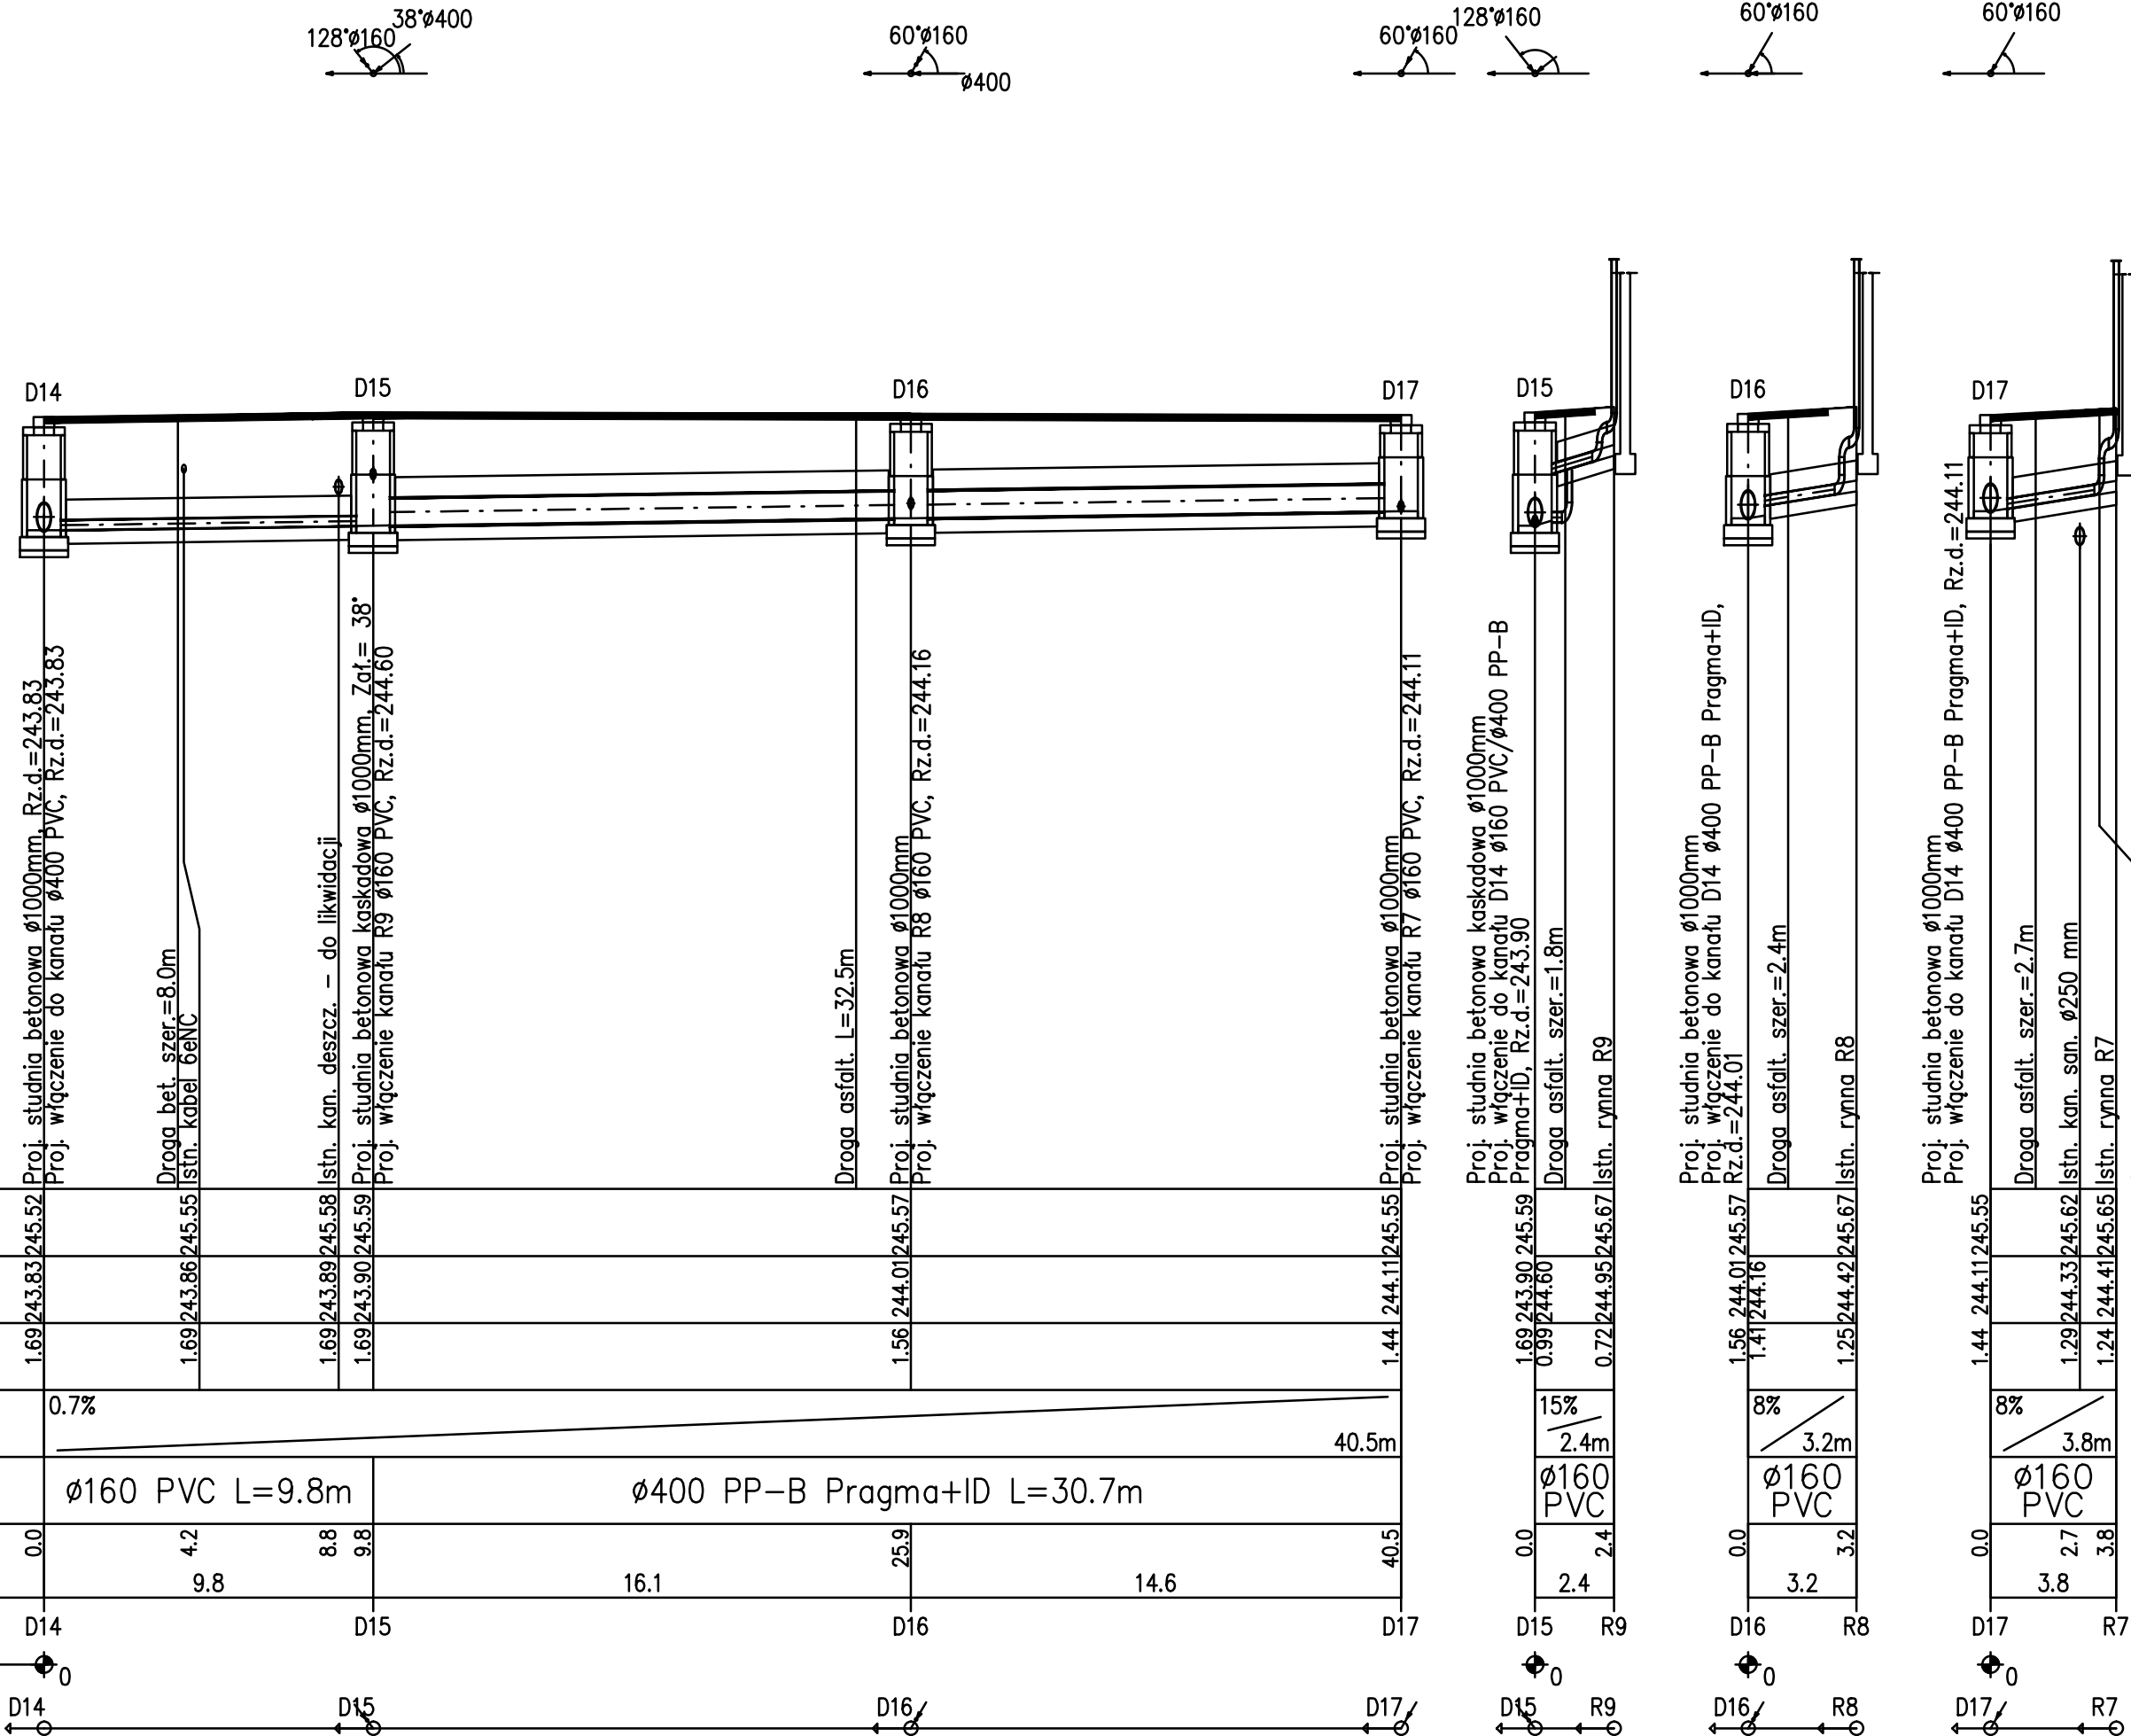 38°ø400
128°ø160
60°ø160
ø400
60°ø160
128°ø160
60°ø160
60°ø160
D14
D15
D16
D17
D15
D16
D17
Proj. studnia betonowa ø1000mm, Rz.d.=243.83
Proj. włączenie do kanału ø400 PVC, Rz.d.=243.83
Droga bet. szer.=8.0m
Istn. kabel 6eNC
Istn. kan. deszcz. – do likwidacji
Proj. studnia betonowa kaskadowa ø1000mm, Zał.= 38°
Proj. włączenie kanału R9 ø160 PVC, Rz.d.=244.60
Droga asfalt. L=32.5m
Proj. studnia betonowa ø1000mm
Proj. włączenie kanału R8 ø160 PVC, Rz.d.=244.16
Proj. studnia betonowa ø1000mm
Proj. włączenie kanału R7 ø160 PVC, Rz.d.=244.11
Proj. studnia betonowa kaskadowa ø1000mm
Proj. włączenie do kanału D14 ø160 PVC/ø400 PP–B
Pragma+ID, Rz.d.=243.90
Droga asfalt. szer.=1.8m
Istn. rynna R9
Proj. studnia betonowa ø1000mm
Proj. włączenie do kanału D14 ø400 PP–B Pragma+ID,
Rz.d.=244.01
Droga asfalt. szer.=2.4m
Istn. rynna R8
Proj. studnia betonowa ø1000mm
Proj. włączenie do kanału D14 ø400 PP–B Pragma+ID, Rz.d.=244.11
Droga asfalt. szer.=2.7m
Istn. kan. san. ø250 mm
Istn. rynna R7
245.52 245.55 245.58 245.59 245.57 245.55 245.59 245.67 245.57 245.67 245.55 245.62 245.65
243.83 243.86 243.89 243.90 244.01 244.11 243.90 244.60 244.95 244.01 244.16 244.42 244.11 244.33 244.41
1.69 1.69 1.69 1.69 1.56 1.44 1.69 0.99 0.72 1.56 1.41 1.25 1.44 1.29 1.24
0.7% 15% 8% 8%
40.5m 2.4m 3.2m 3.8m
ø160 PVC L=9.8m
ø400 PP–B Pragma+ID L=30.7m
ø160
PVC
ø160
PVC
ø160
PVC
0.0 4.2 8.8 9.8 25.9 40.5 0.0 2.4 0.0 3.2 0.0 2.7 3.8
9.8 16.1 14.6 2.4 3.2 3.8
D14 D15 D16 D17 D15 R9 D16 R8 D17 R7
0 0 0 0
D14 D15 D16 D17 D15 R9 D16 R8 D17 R7